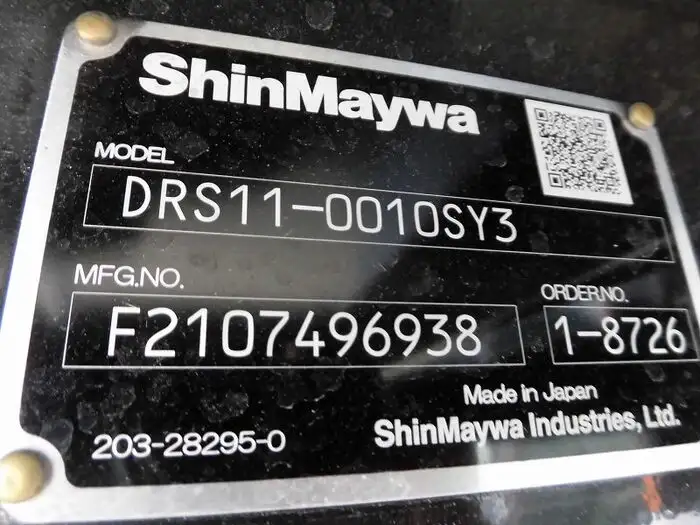 ShinMaywa
MODEL
DRS11-0010SY3
MFG.NO.
F2107496938
ORDER.NO.
1-8726
Made in Japan
203-28295-0
ShinMaywa Industries, Ltd.